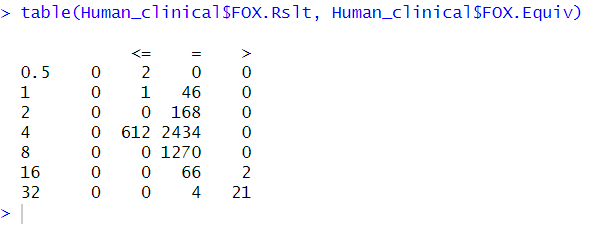 > table(Human_clinical$FOX.Rslt, Human_clinical$FOX.Equiv)
<= = >
0.5 0 2 0 0
1 0 1 46 0
2 0 0 168 0
4 0 612 2434 0
8 0 0 1270 0
16 0 0 66 2
32 0 0 4 21
>